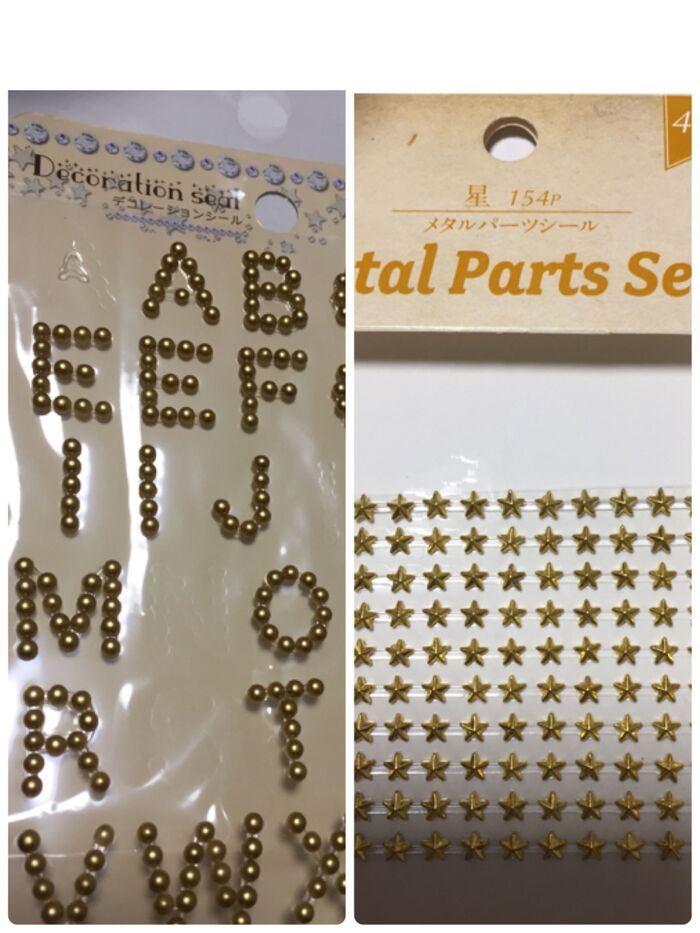 Decoration seal
デコレーションシール
A B
E E F
I I J
M O
R T
V W X
4
星 154P
メタルパーツシール
tal Parts Se